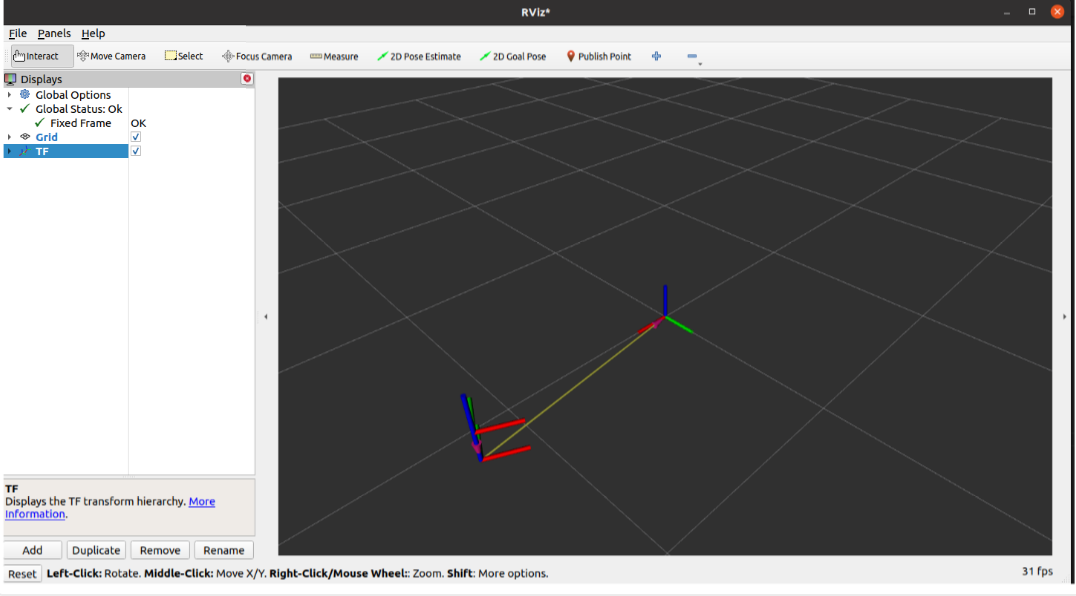 RViz*
File Panels Help
Interact Move Camera Select Focus Camera Measure 2D Pose Estimate 2D Goal Pose Publish Point
Displays
Global Options
Global Status: Ok
Fixed Frame OK
Grid
TF
TF
Displays the TF transform hierarchy. More
Information.
Add Duplicate Remove Rename
Reset Left-Click: Rotate. Middle-Click: Move X/Y. Right-Click/Mouse Wheel:: Zoom. Shift: More options. 31 fps